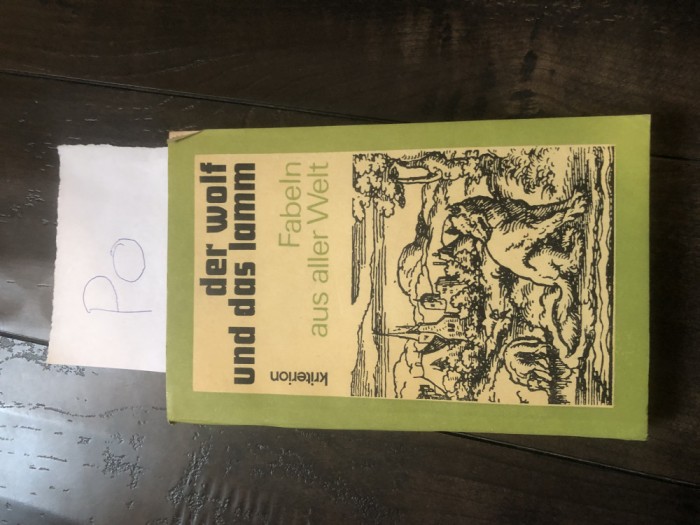 PO
der wolf
und das lamm
Fabeln
aus aller Welt
kriterion